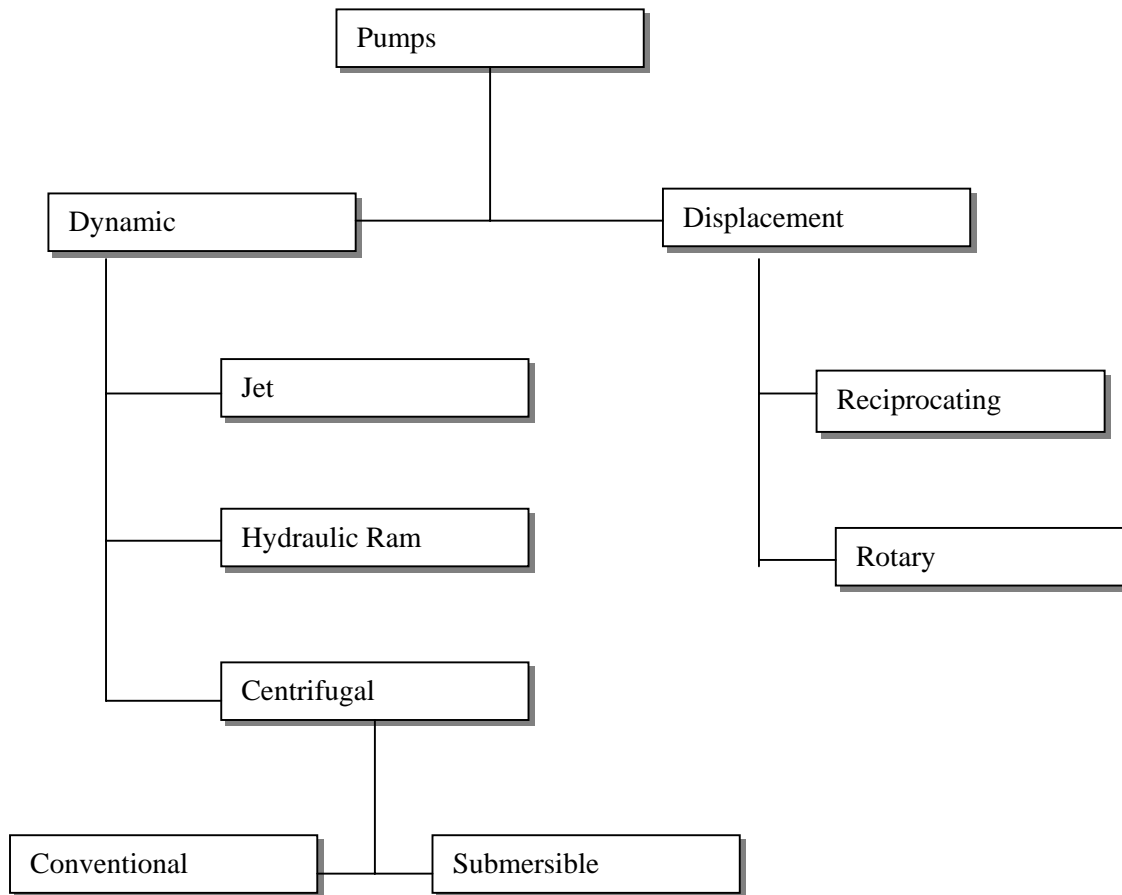 Pumps
Dynamic
Displacement
Jet
Reciprocating
Hydraulic Ram
Rotary
Centrifugal
Conventional
Submersible